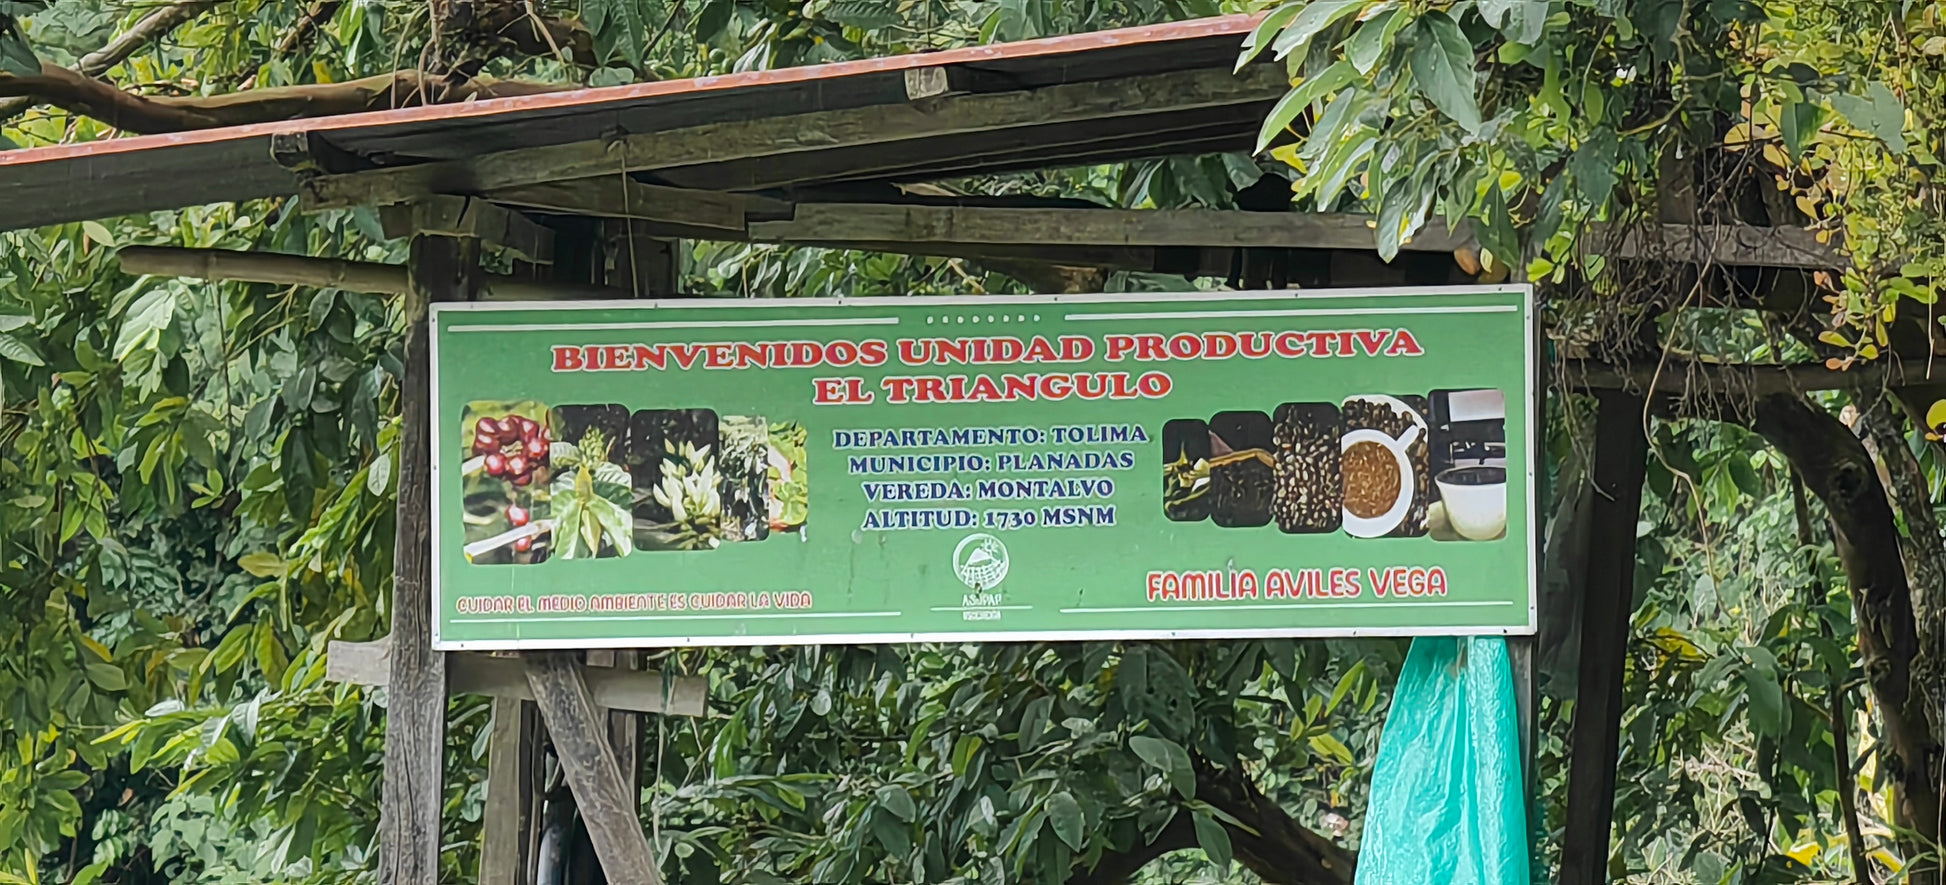 BIENVENIDOS UNIDAD PRODUCTIVA
EL TRIANGULO
DEPARTAMENTO: TOLIMA
MUNICIPIO: PLANADAS
VEREDA: MONTALVO
ALTITUD: 1730 MSNM
FAMILIA AVILES VEGA
CUIDAR EL MEDIO AMBIENTE ES CUIDAR LA VIDA